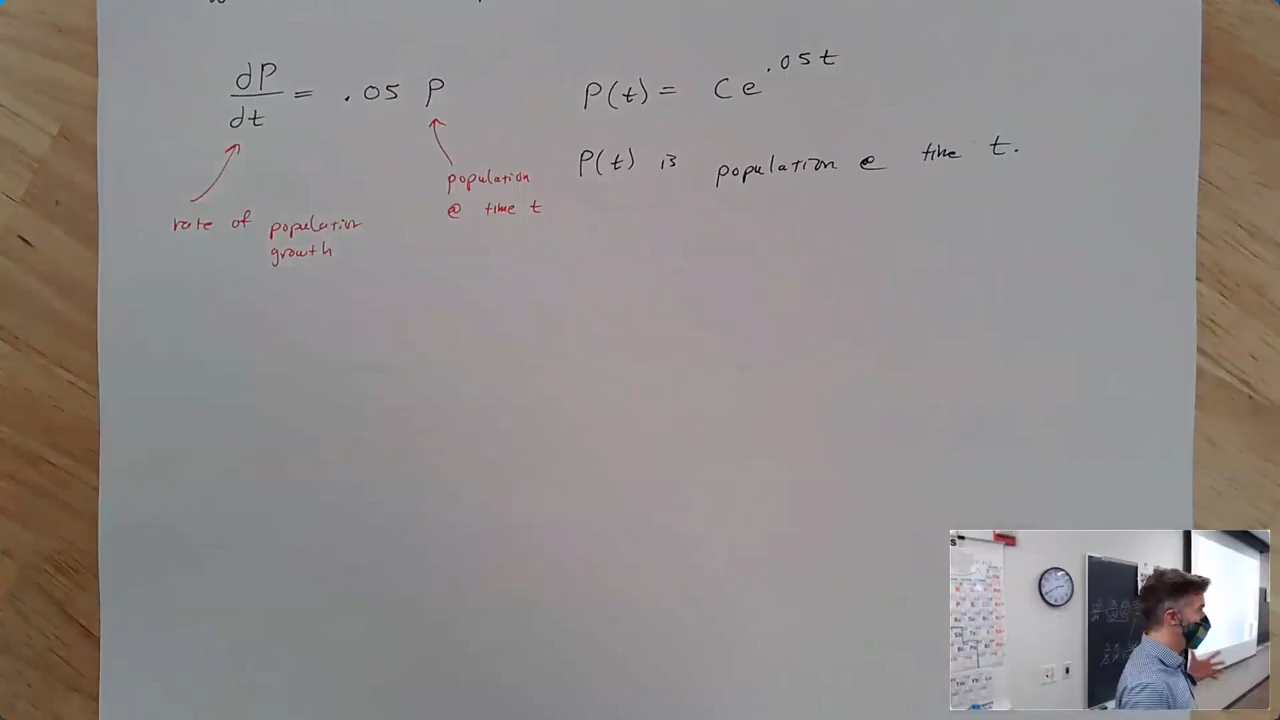 dP/dt = .05 P
P(t) = Ce^.05t
P(t) is population @ time t.
population
@ time t
rate of population
growth